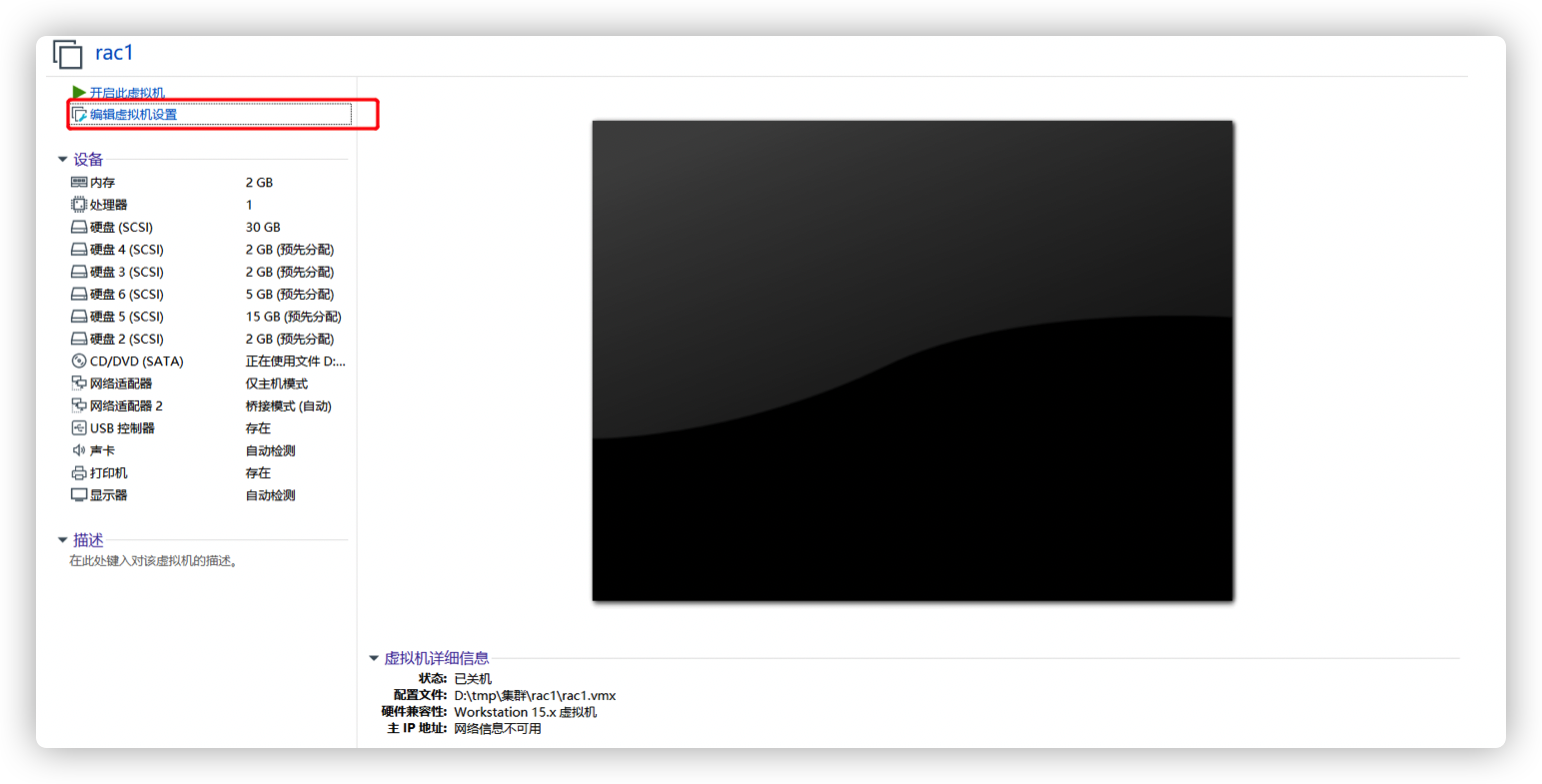 rac1
开启此虚拟机
编辑虚拟机设置
设备
内存 2 GB
处理器 1
硬盘 (SCSI) 30 GB
硬盘 4 (SCSI) 2 GB (预先分配)
硬盘 3 (SCSI) 2 GB (预先分配)
硬盘 6 (SCSI) 5 GB (预先分配)
硬盘 5 (SCSI) 15 GB (预先分配)
硬盘 2 (SCSI) 2 GB (预先分配)
CD/DVD (SATA) 正在使用文件 D:...
网络适配器 仅主机模式
网络适配器 2 桥接模式 (自动)
USB 控制器 存在
声卡 自动检测
打印机 存在
显示器 自动检测
描述
在此处键入对该虚拟机的描述。
虚拟机详细信息
状态: 已关机
配置文件: D:\tmp\集群\rac1\rac1.vmx
硬件兼容性: Workstation 15.x 虚拟机
主 IP 地址: 网络信息不可用